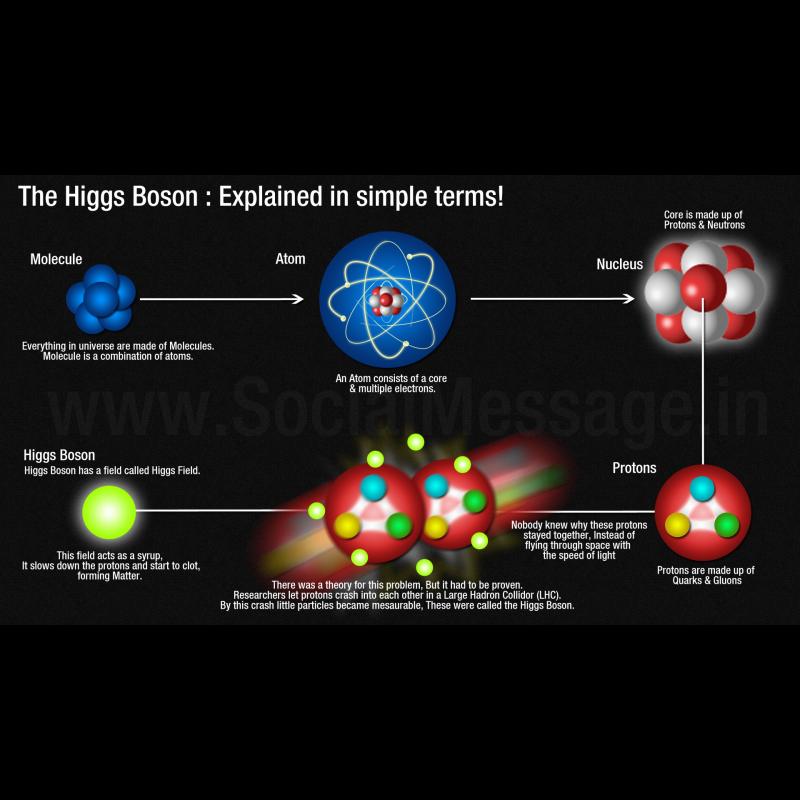 The Higgs Boson : Explained in simple terms!
Molecule
Everything in universe are made of Molecules.
Molecule is a combination of atoms.
Atom
An Atom consists of a core
& multiple electrons.
Nucleus
Core is made up of
Protons & Neutrons
www.SocialMessage.in
Protons
Protons are made up of
Quarks & Gluons
Nobody knew why these protons
stayed together, Instead of
flying through space with
the speed of light
There was a theory for this problem, But it had to be proven.
Researchers let protons crash into each other in a Large Hadron Collidor (LHC).
By this crash little particles became mesaurable, These were called the Higgs Boson.
Higgs Boson
Higgs Boson has a field called Higgs Field.
This field acts as a syrup,
It slows down the protons and start to clot,
forming Matter.